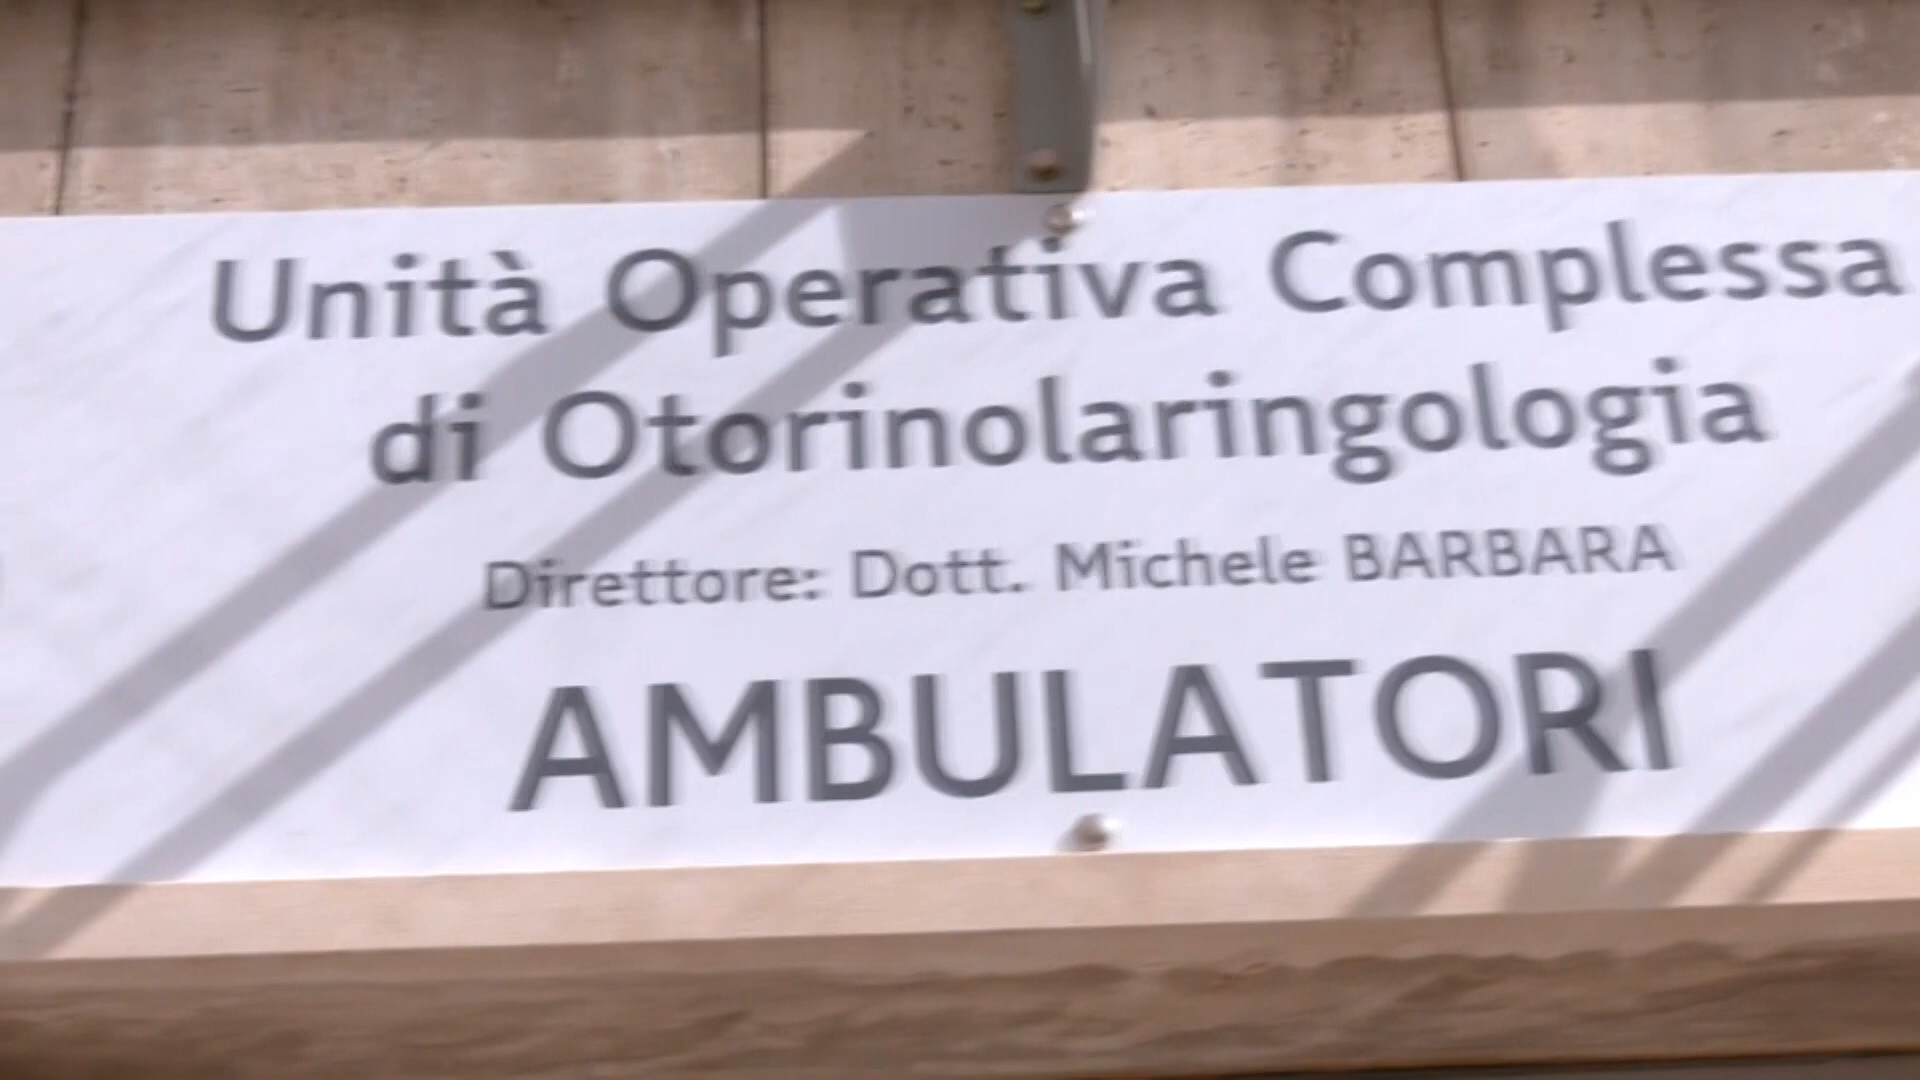 Unità Operativa Complessa
di Otorinolaringologia
Direttore: Dott. Michele BARBARA
AMBULATORI